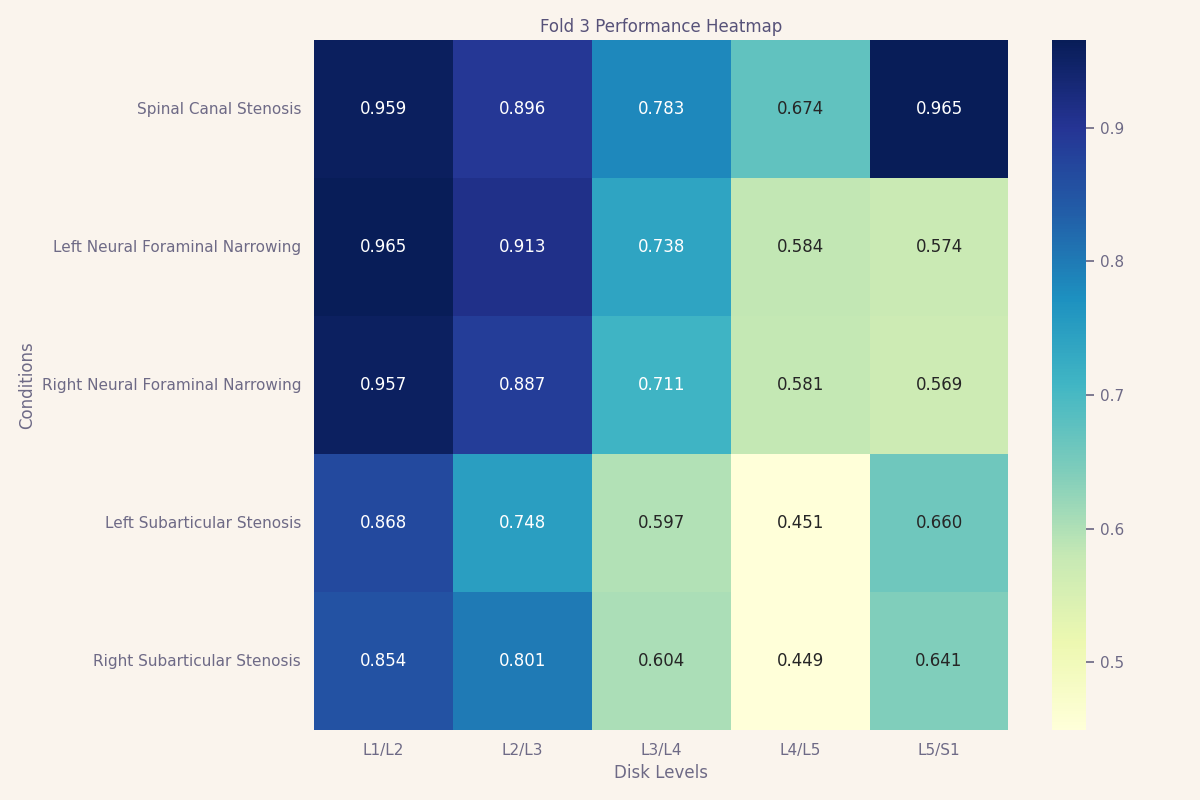 Fold 3 Performance Heatmap
Spinal Canal Stenosis 0.959 0.896 0.783 0.674 0.965
Left Neural Foraminal Narrowing 0.965 0.913 0.738 0.584 0.574
Right Neural Foraminal Narrowing 0.957 0.887 0.711 0.581 0.569
Left Subarticular Stenosis 0.868 0.748 0.597 0.451 0.660
Right Subarticular Stenosis 0.854 0.801 0.604 0.449 0.641
L1/L2 L2/L3 L3/L4 L4/L5 L5/S1
Disk Levels
Conditions
0.9
0.8
0.7
0.6
0.5